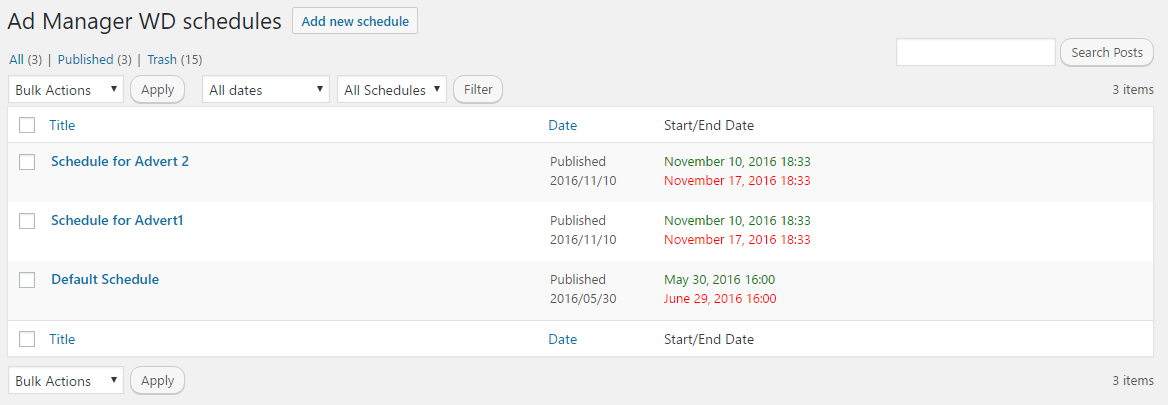 Ad Manager WD schedules Add new schedule
All (3) | Published (3) | Trash (15)
Search Posts
Bulk Actions Apply All dates All Schedules Filter 3 items
Title Date Start/End Date
Schedule for Advert 2 Published November 10, 2016 18:33
2016/11/10 November 17, 2016 18:33
Schedule for Advert1 Published November 10, 2016 18:33
2016/11/10 November 17, 2016 18:33
Default Schedule Published May 30, 2016 16:00
2016/05/30 June 29, 2016 16:00
Title Date Start/End Date
Bulk Actions Apply 3 items